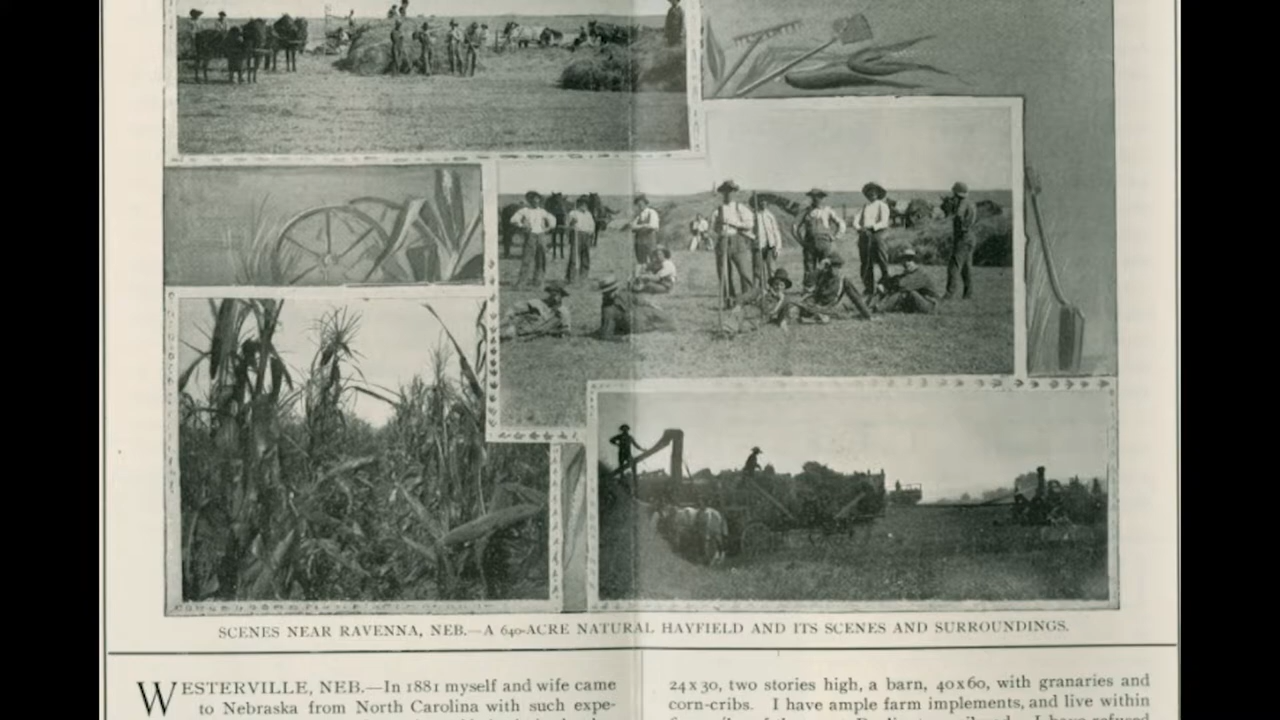 SCENES NEAR RAVENNA, NEB.—A 640-ACRE NATURAL HAYFIELD AND ITS SCENES AND SURROUNDINGS.
WESTERVILLE, NEB.—In 1881 myself and wife came
to Nebraska from North Carolina with such expe-
24x30, two stories high, a barn, 40x60, with granaries and
corn-cribs. I have ample farm implements, and live within